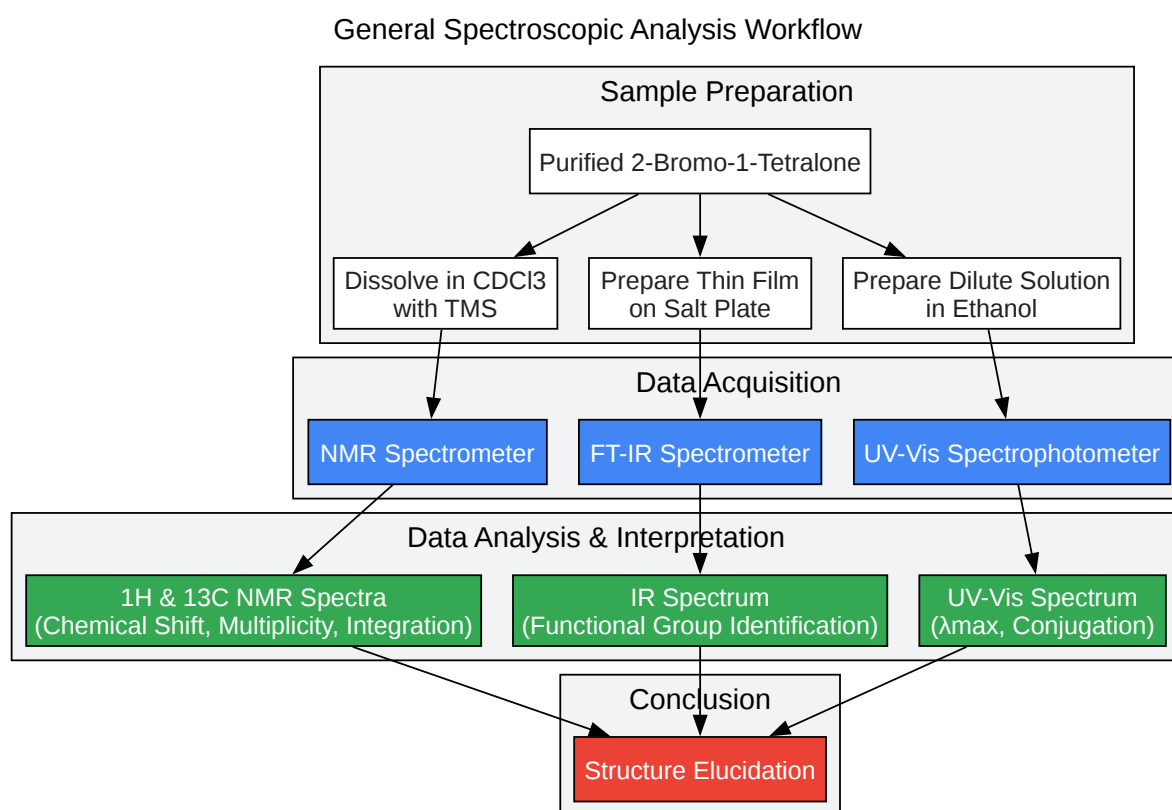 General Spectroscopic Analysis Workflow
Sample Preparation
Purified 2-Bromo-1-Tetralone
Dissolve in CDCl3
with TMS
Prepare Thin Film
on Salt Plate
Prepare Dilute Solution
in Ethanol
Data Acquisition
NMR Spectrometer
FT-IR Spectrometer
UV-Vis Spectrophotometer
Data Analysis & Interpretation
1H & 13C NMR Spectra
(Chemical Shift, Multiplicity, Integration)
IR Spectrum
(Functional Group Identification)
UV-Vis Spectrum
(λmax, Conjugation)
Conclusion
Structure Elucidation